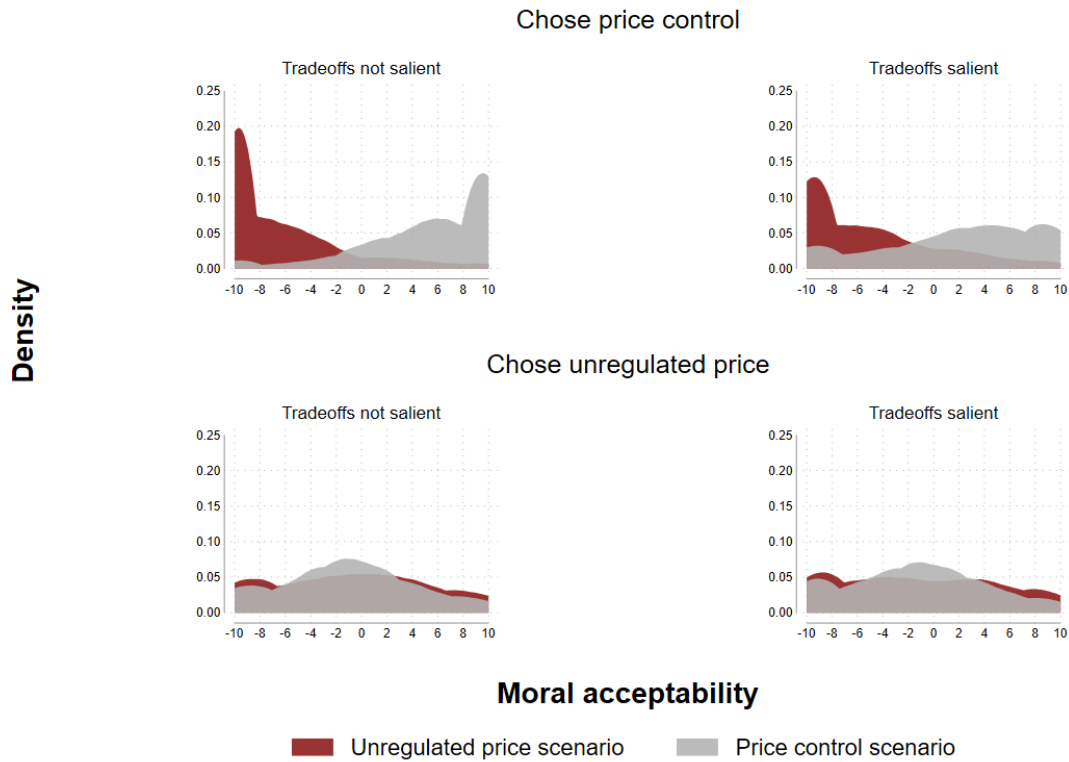 Chose price control
Tradeoffs not salient
Tradeoffs salient
0.25
0.20
0.15
0.10
0.05
0.00
-10 -8 -6 -4 -2 0 2 4 6 8 10
0.25
0.20
0.15
0.10
0.05
0.00
-10 -8 -6 -4 -2 0 2 4 6 8 10
Density
Chose unregulated price
Tradeoffs not salient
Tradeoffs salient
0.25
0.20
0.15
0.10
0.05
0.00
-10 -8 -6 -4 -2 0 2 4 6 8 10
0.25
0.20
0.15
0.10
0.05
0.00
-10 -8 -6 -4 -2 0 2 4 6 8 10
Moral acceptability
Unregulated price scenario
Price control scenario